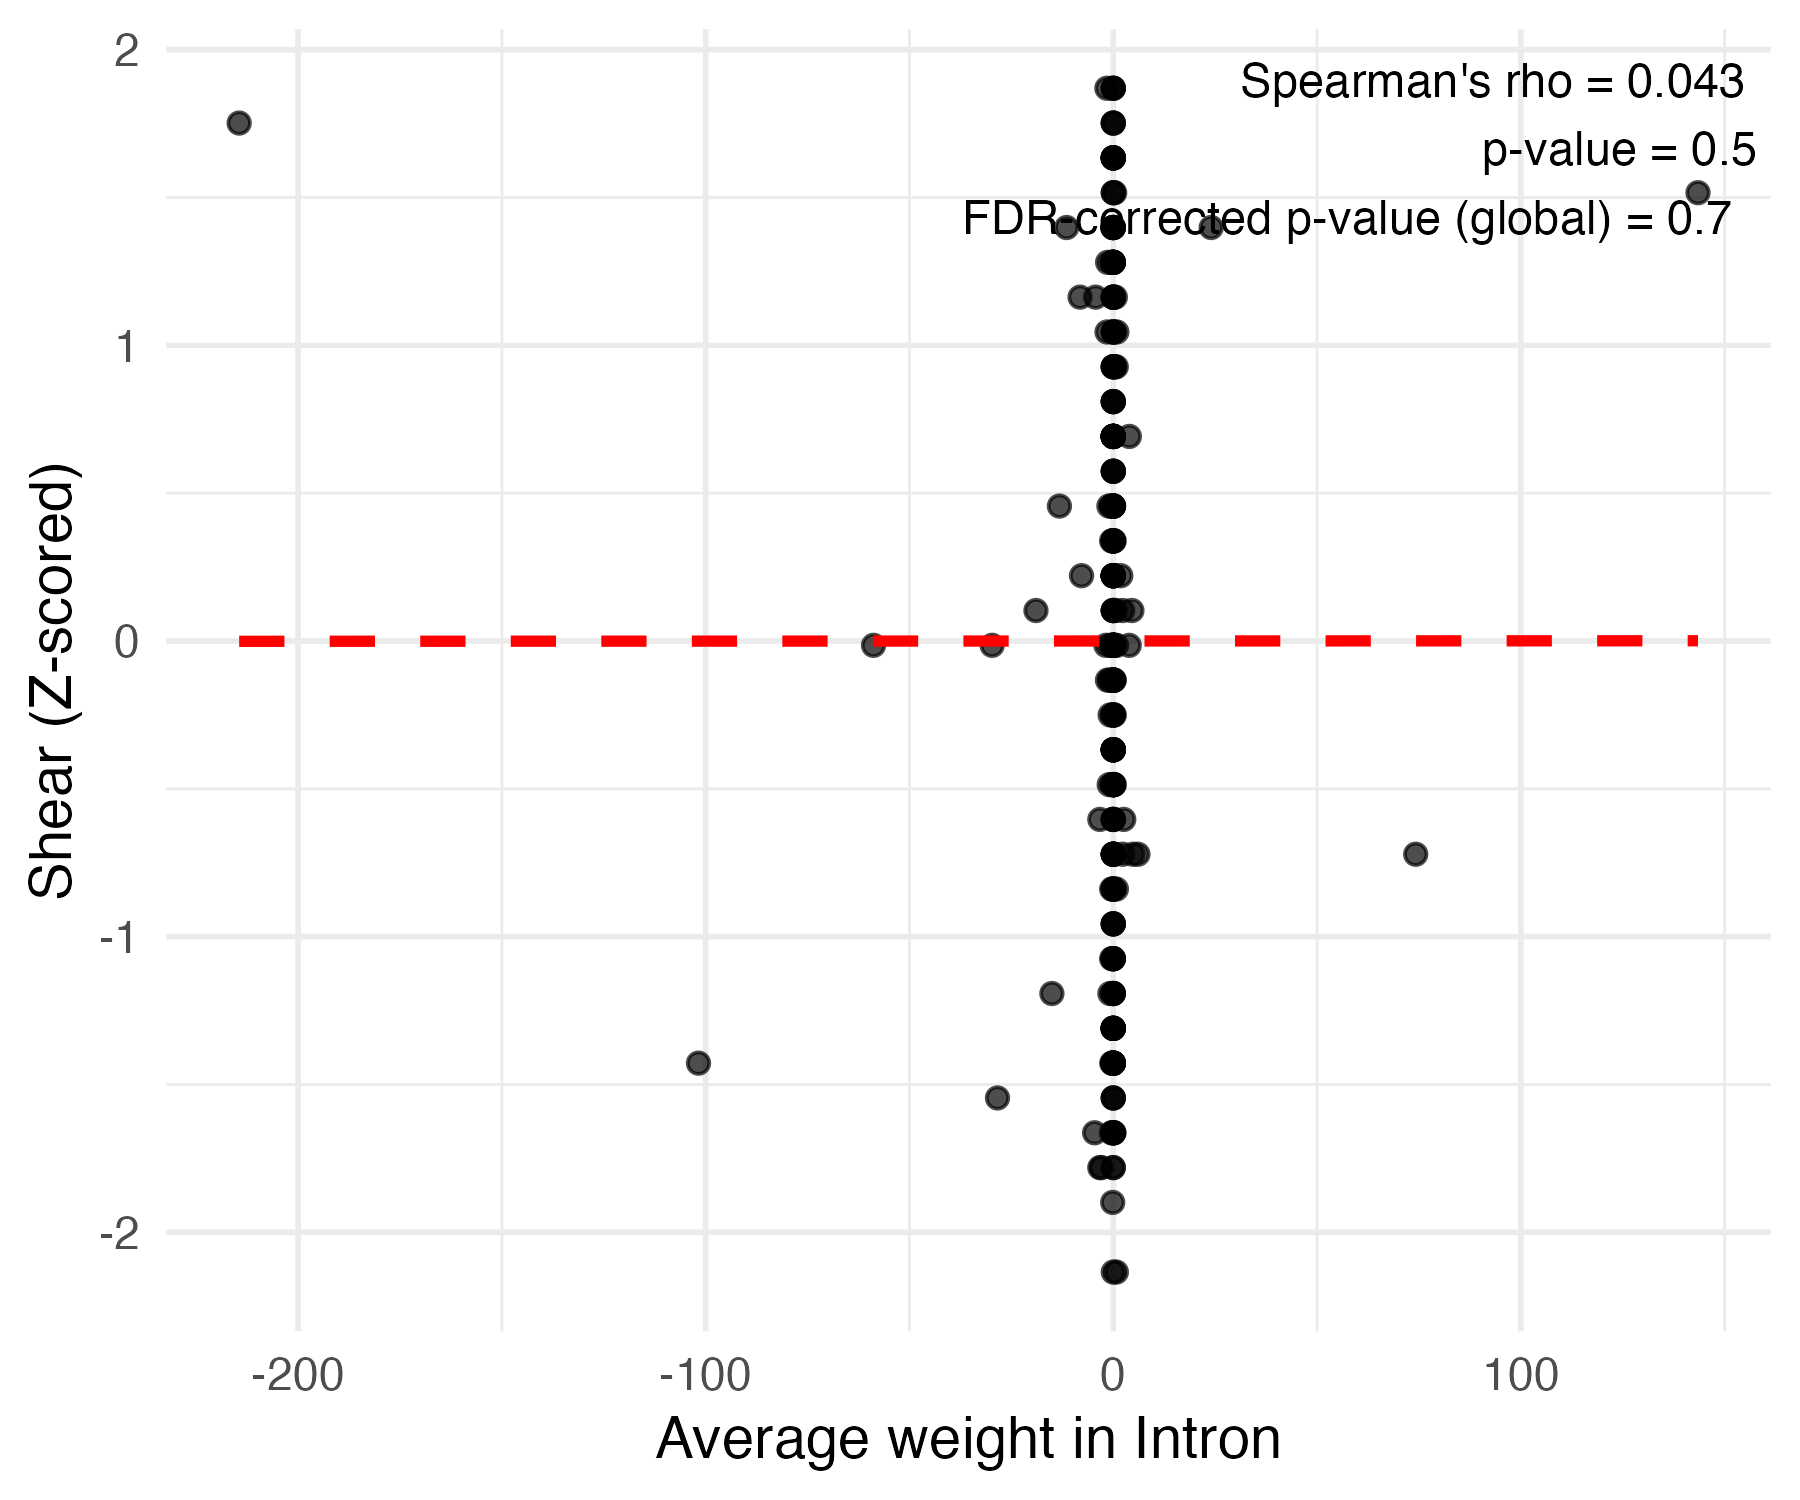 2
Spearman's rho = 0.043
p-value = 0.5
FDR-corrected p-value (global) = 0.7
1
0
-1
-2
Shear (Z-scored)
-200
-100
0
100
Average weight in Intron